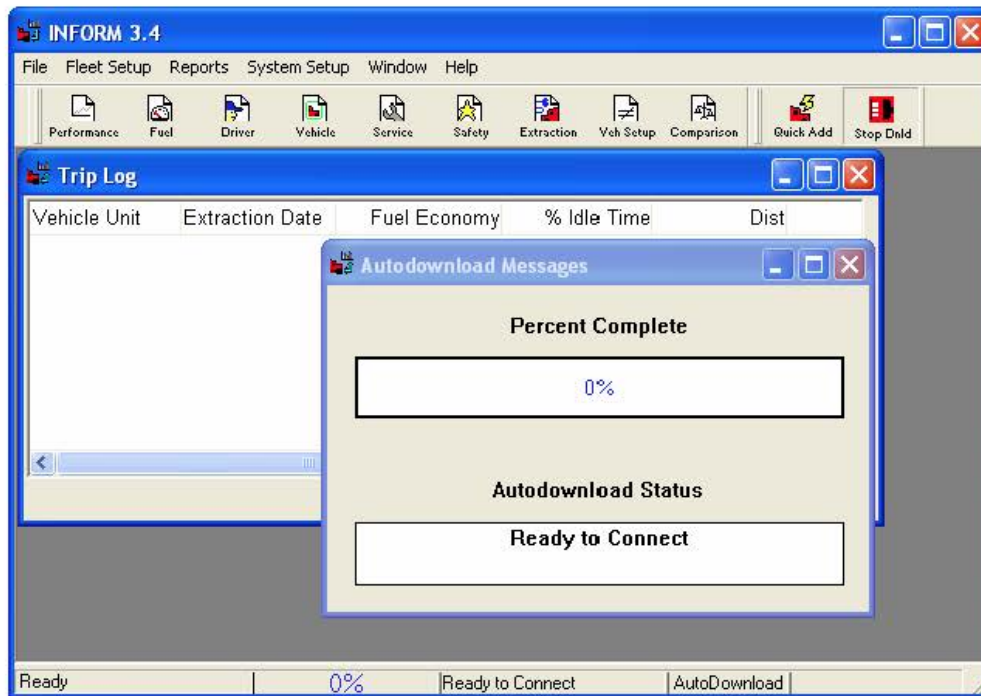 INFORM 3.4
File Fleet Setup Reports System Setup Window Help
Performance Fuel Driver Vehicle Service Safety Extraction Veh Setup Comparison Quick Add Stop Dnld
Trip Log
Vehicle Unit Extraction Date Fuel Economy % Idle Time Dist
Autodownload Messages
Percent Complete
0%
Autodownload Status
Ready to Connect
Ready 0% Ready to Connect AutoDownload